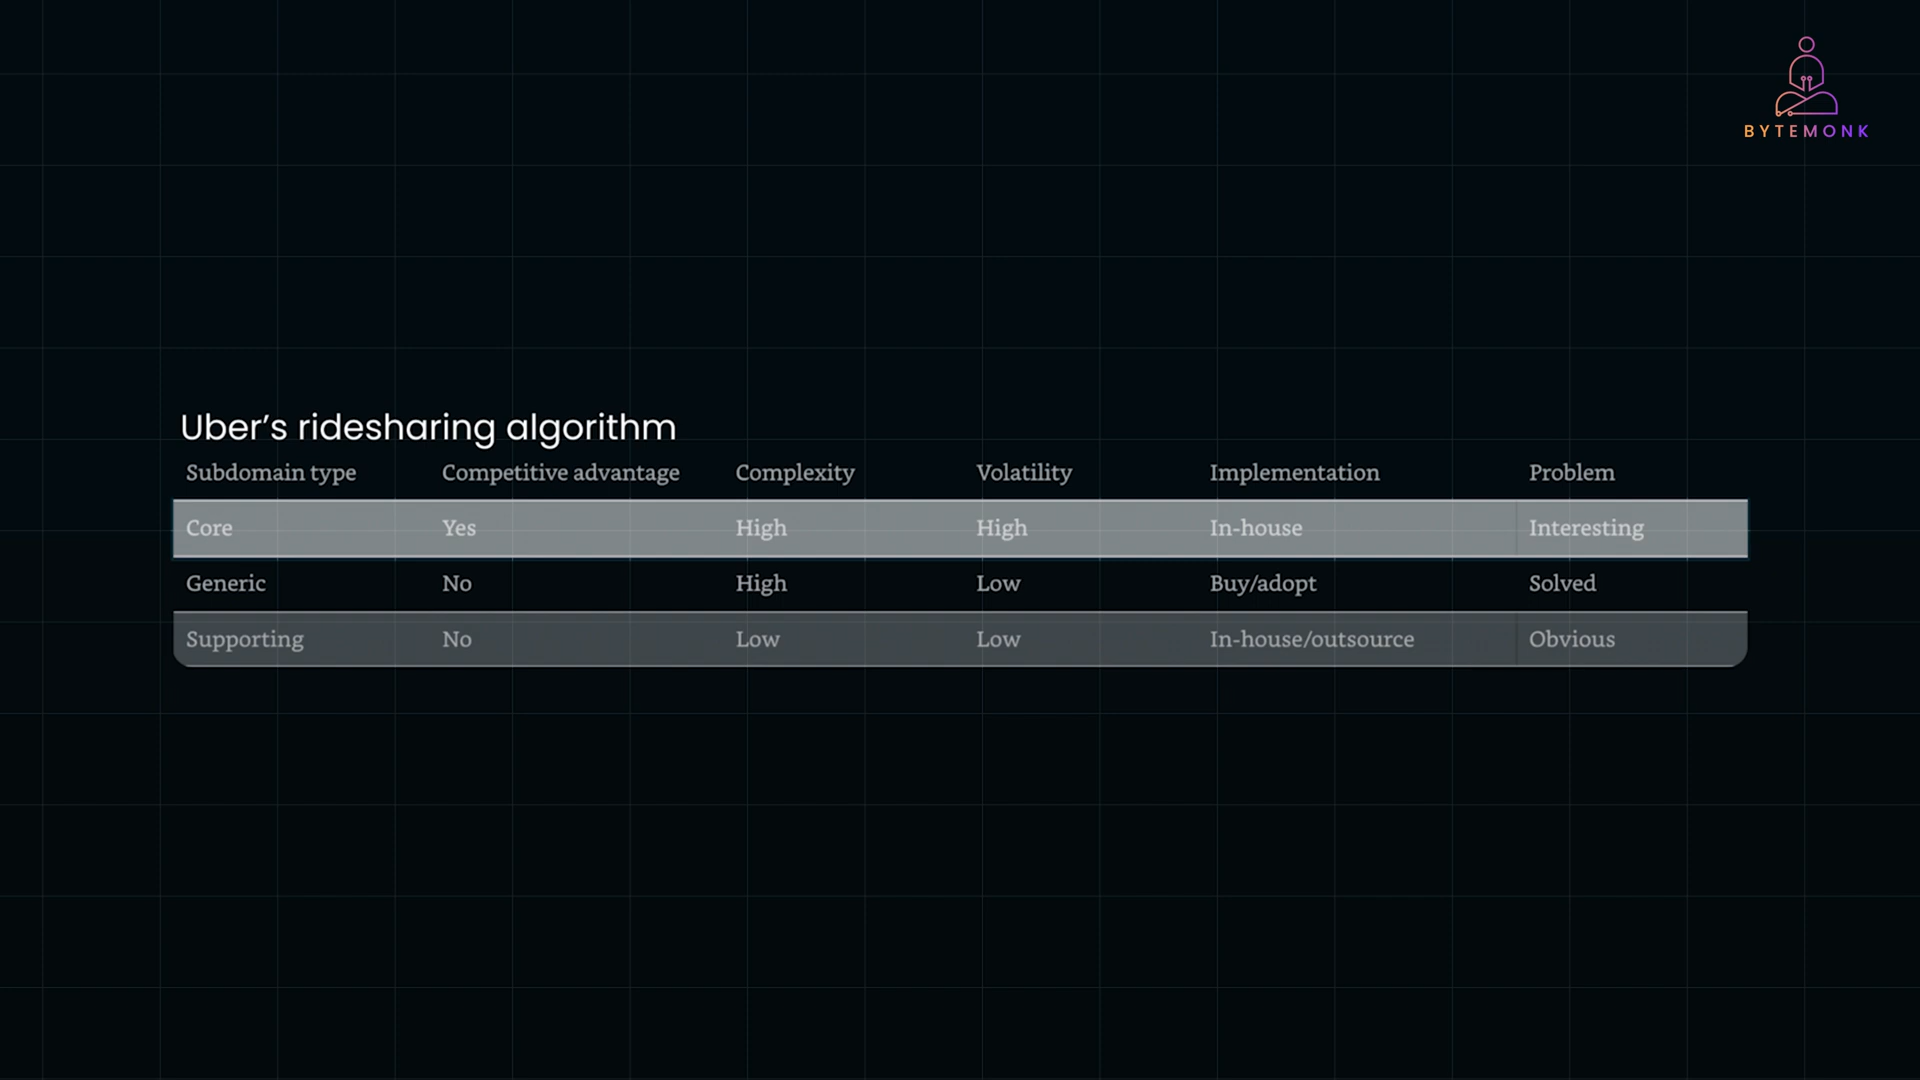 BYTEMONK
Uber’s ridesharing algorithm
Subdomain type Competitive advantage Complexity Volatility Implementation Problem
Core Yes High High In-house Interesting
Generic No High Low Buy/adopt Solved
Supporting No Low Low In-house/outsource Obvious